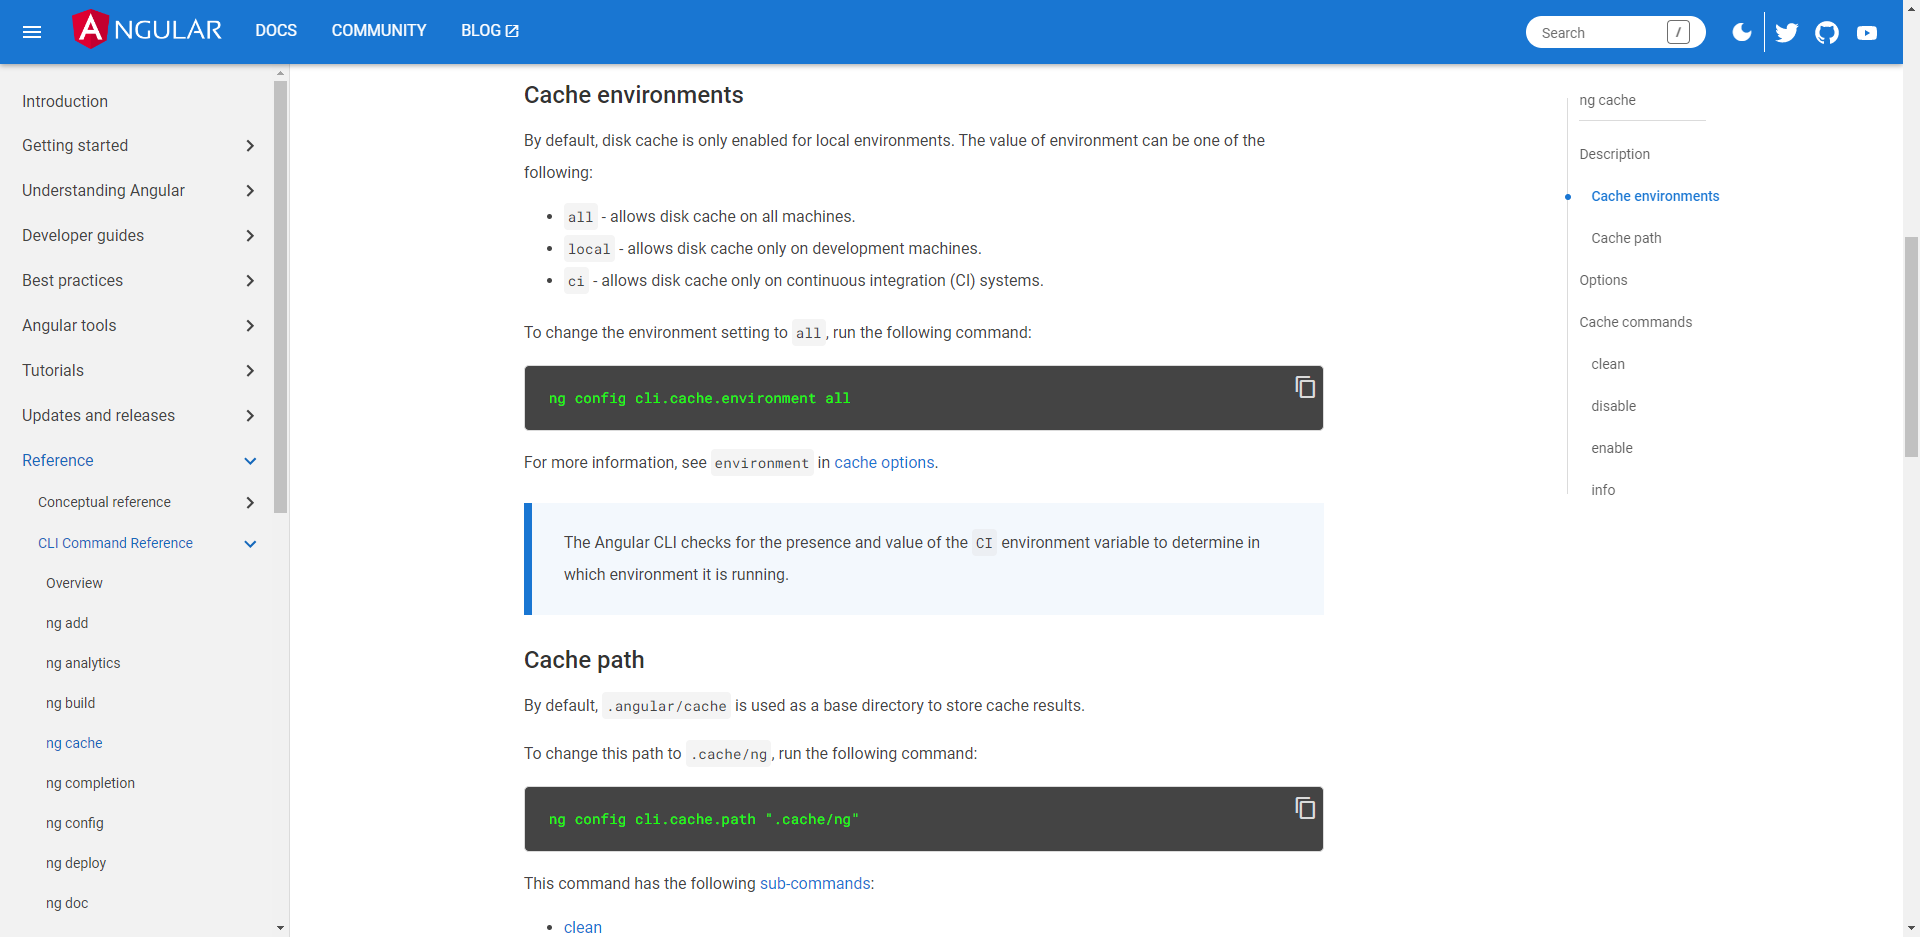 ANGULAR
DOCS
COMMUNITY
BLOG
Search
/
Introduction
Getting started
Understanding Angular
Developer guides
Best practices
Angular tools
Tutorials
Updates and releases
Reference
Conceptual reference
CLI Command Reference
Overview
ng add
ng analytics
ng build
ng cache
ng completion
ng config
ng deploy
ng doc
Cache environments
By default, disk cache is only enabled for local environments. The value of environment can be one of the
following:
• all - allows disk cache on all machines.
• local - allows disk cache only on development machines.
• ci - allows disk cache only on continuous integration (CI) systems.
To change the environment setting to all, run the following command:
ng config cli.cache.environment all
For more information, see environment in cache options.
The Angular CLI checks for the presence and value of the CI environment variable to determine in
which environment it is running.
Cache path
By default, .angular/cache is used as a base directory to store cache results.
To change this path to .cache/ng, run the following command:
ng config cli.cache.path ".cache/ng"
This command has the following sub-commands:
• clean
ng cache
Description
Cache environments
Cache path
Options
Cache commands
clean
disable
enable
info